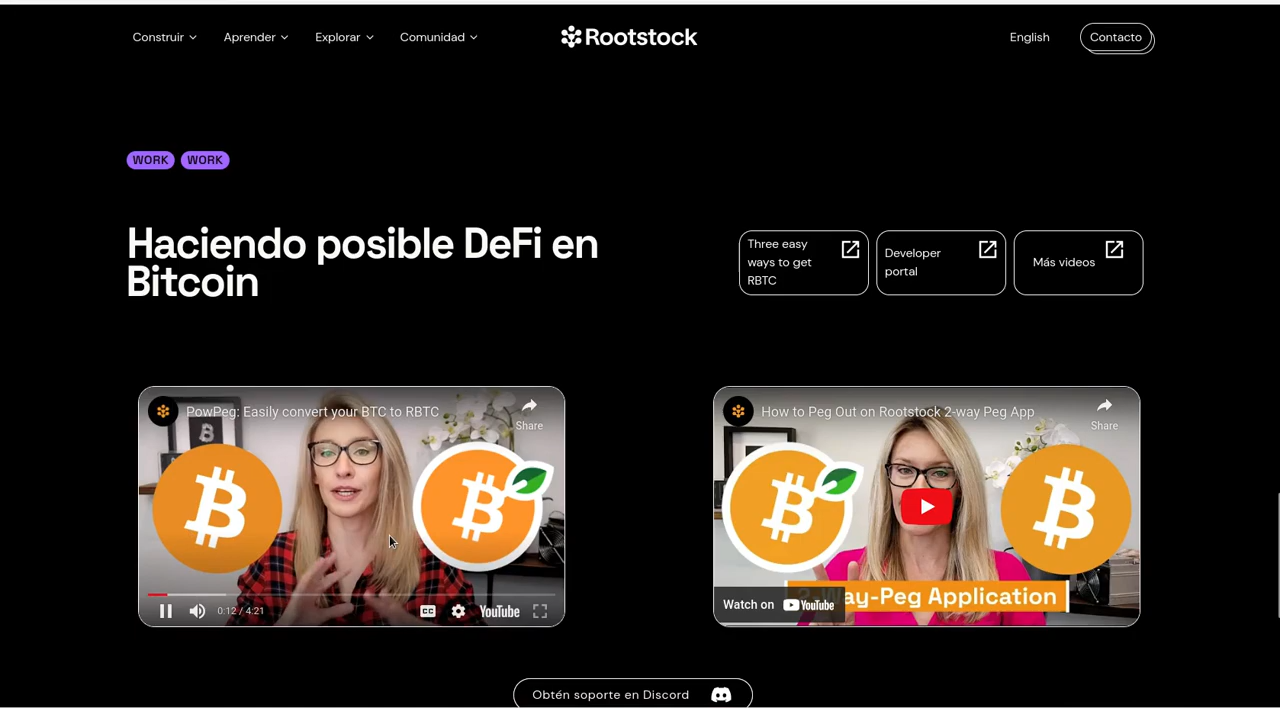 Construir
Aprender
Explorar
Comunidad
Rootstock
English
Contacto
WORK
WORK
Haciendo posible DeFi en
Bitcoin
Three easy
ways to get
RBTC
Developer
portal
Más videos
PowPeg: Easily convert your BTC to RBTC
Share
CC
0:12 / 4:21
YouTube
How to Peg Out on Rootstock 2-way Peg App
Share
Watch on YouTube
-Way-Peg Application
Obtén soporte en Discord